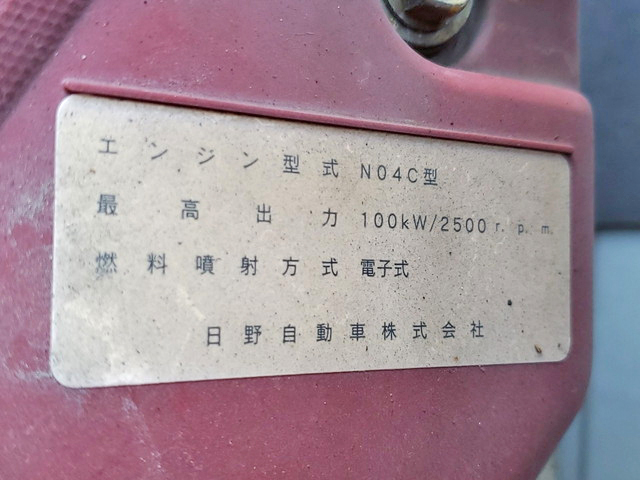 エンジン型式 N04C型
最高出力 100kW/2500r.p.m.
燃料噴射方式 電子式
日野自動車株式会社